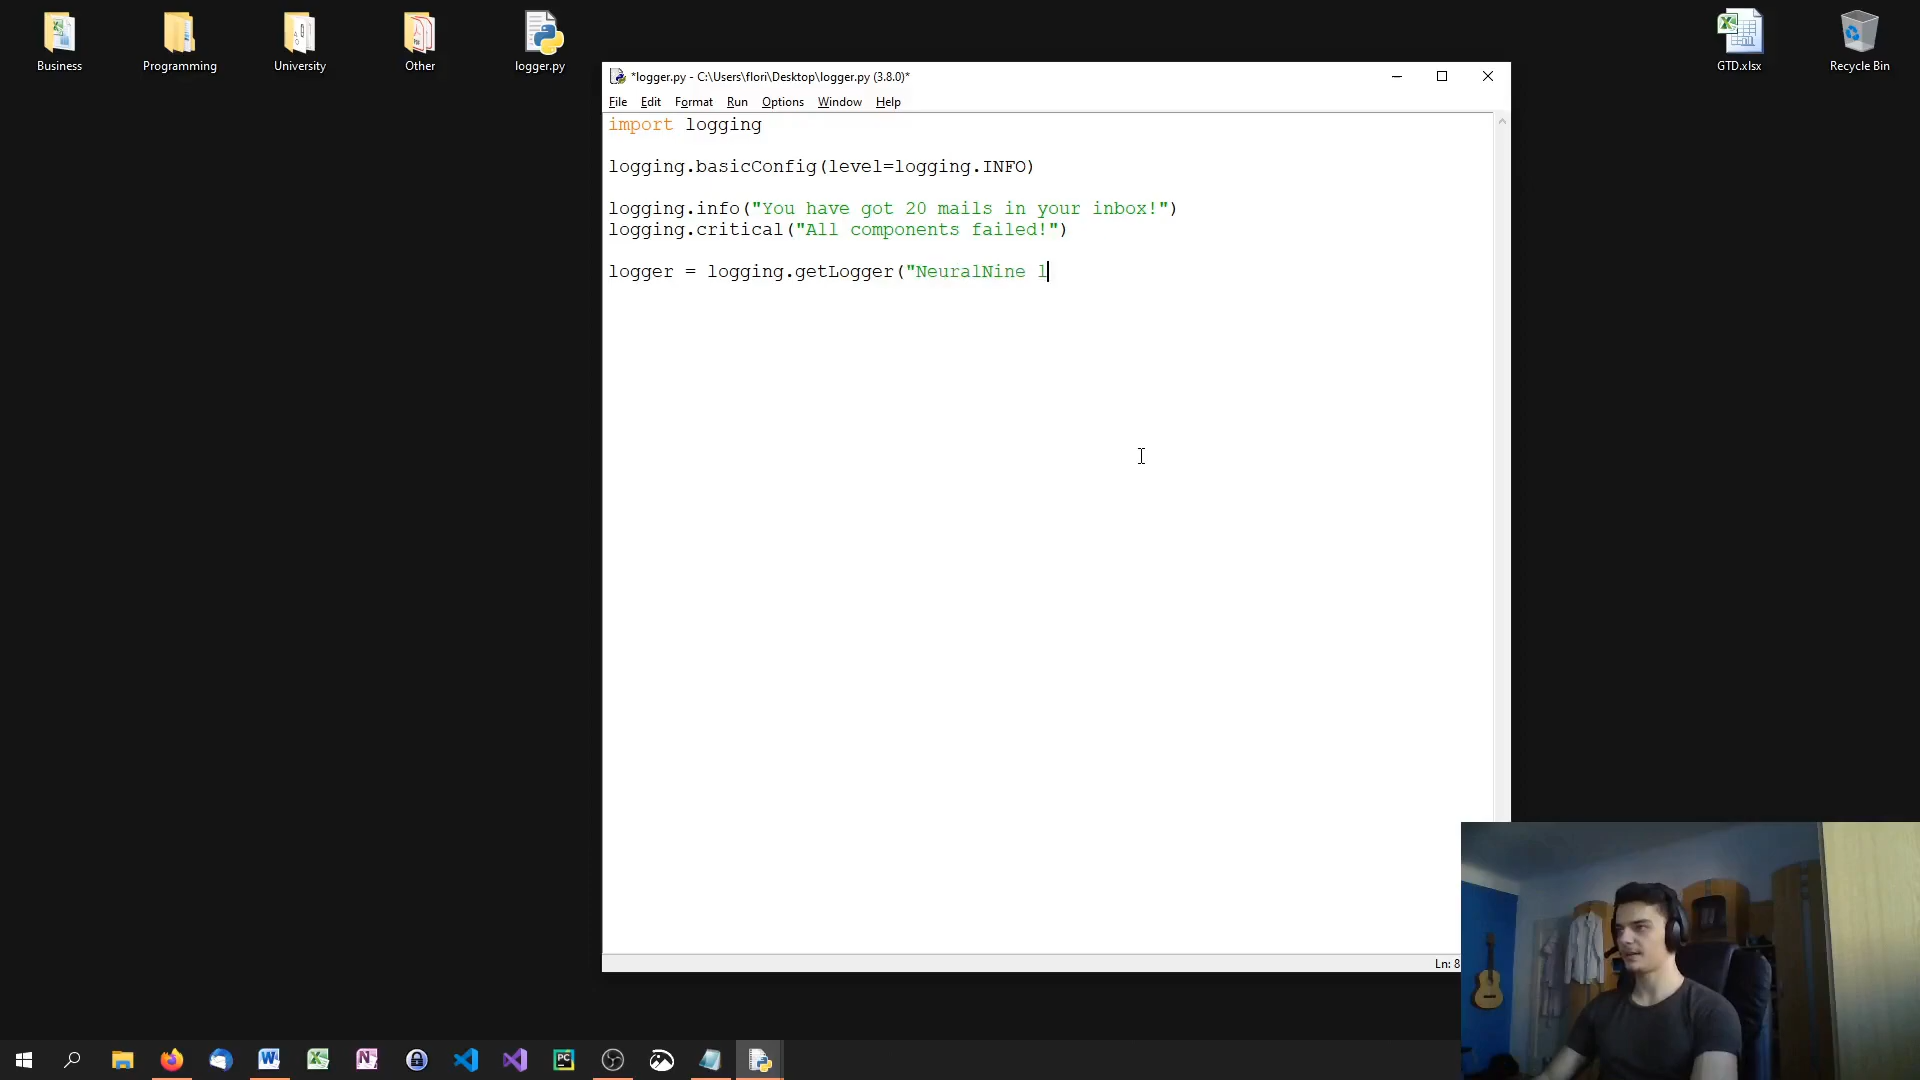 Business
Programming
University
Other
logger.py
GTD.xlsx
Recycle Bin
*logger.py - C:\Users\flori\Desktop\logger.py (3.8.0)*
File Edit Format Run Options Window Help
import logging
logging.basicConfig(level=logging.INFO)
logging.info("You have got 20 mails in your inbox!")
logging.critical("All components failed!")
logger = logging.getLogger("NeuralNine l
Ln: 8